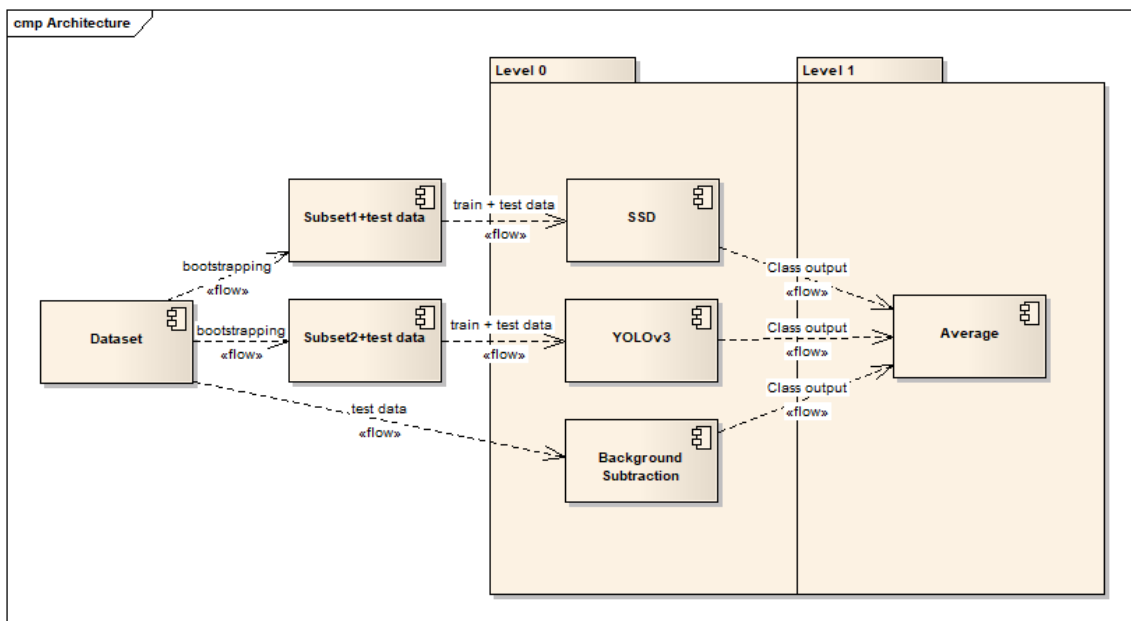 cmp Architecture
Level 0
Level 1
Subset1+test data
train + test data
«flow»
SSD
bootstrapping
«flow»
Class output
«flow»
Dataset
bootstrapping
«flow»
Subset2+test data
train + test data
«flow»
YOLOv3
Class output
«flow»
Average
test data
«flow»
Class output
«flow»
Background
Subtraction